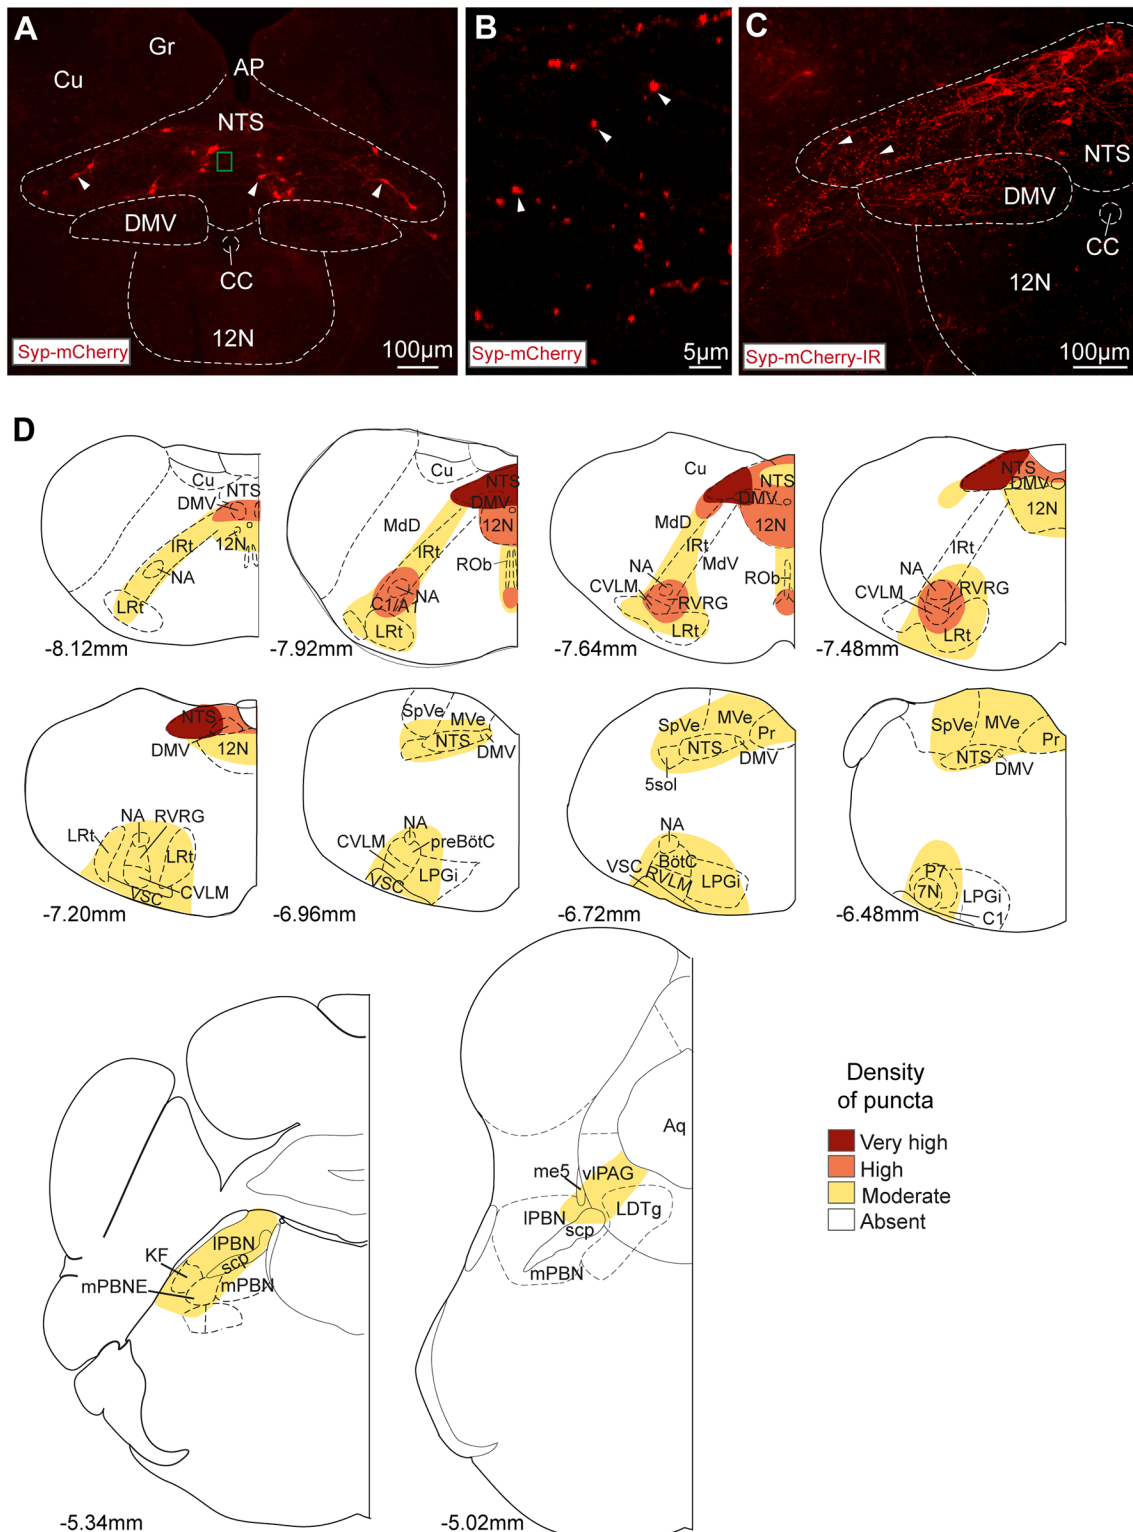 A
Gr
Cu
AP
NTS
DMV
CC
12N
Syp-mCherry
100µm
B
Syp-mCherry
5µm
C
NTS
DMV
CC
12N
Syp-mCherry-IR
100µm
D
Cu
NTS
DMV
12N
IRt
NA
LRt
-8.12mm
Cu
NTS
DMV
12N
MdD
IRt
ROb
NA
C1/A1
LRt
-7.92mm
Cu
NTS
DMV
12N
MdD
IRt
MdV
NA
CVLM
ROb
RVRG
LRt
-7.64mm
NTS
DMV
12N
IRt
NA
CVLM
RVRG
LRt
-7.48mm
NTS
DMV
12N
NA
RVRG
LRt
LRt
CVLM
VSC
-7.20mm
SpVe
MVe
NTS
DMV
NA
CVLM
preBötC
VSC
LPGi
-6.96mm
SpVe
MVe
Pr
NTS
DMV
5sol
NA
BötC
VSC
RVLM
LPGi
-6.72mm
SpVe
MVe
Pr
NTS
DMV
P7
7N
LPGi
C1
-6.48mm
lPBN
KF
scp
mPBNE
mPBN
-5.34mm
Aq
me5
vlPAG
lPBN
LDTg
scp
mPBN
-5.02mm
Density
of puncta
Very high
High
Moderate
Absent